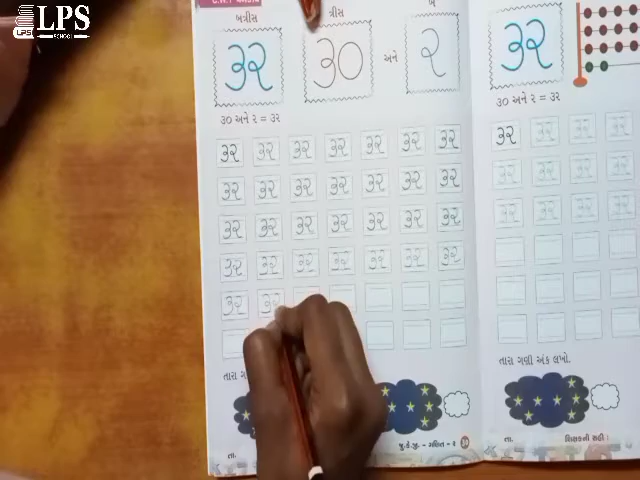 LPS
SCHOOL
બત્રીસ ત્રીસ
૩૨ ૩૦ અને ૨
૩૦ અને ૨ = ૩૨
૩૨ ૩૨ ૩૨ ૩૨ ૩૨ ૩૨ ૩૨
૩૨ ૩૨ ૩૨ ૩૨ ૩૨ ૩૨ ૩૨
૩૨ ૩૨ ૩૨ ૩૨ ૩૨ ૩૨ ૩૨
૩૨ ૩૨ ૩૨ ૩૨ ૩૨ ૩૨ ૩૨
૩૨ ૩૨
તારા ગ
તા.
જુ.કે.જી. - ગણિત - ૨
૩૨
૩૦ અને ૨ = ૩૨
૩૨ ૩૨ ૩૨ ૩૨
૩૨ ૩૨ ૩૨ ૩૨
૩૨ ૩૨ ૩૨ ૩૨
તારા ગણી અંક લખો.
તા. શિક્ષકની સહી :